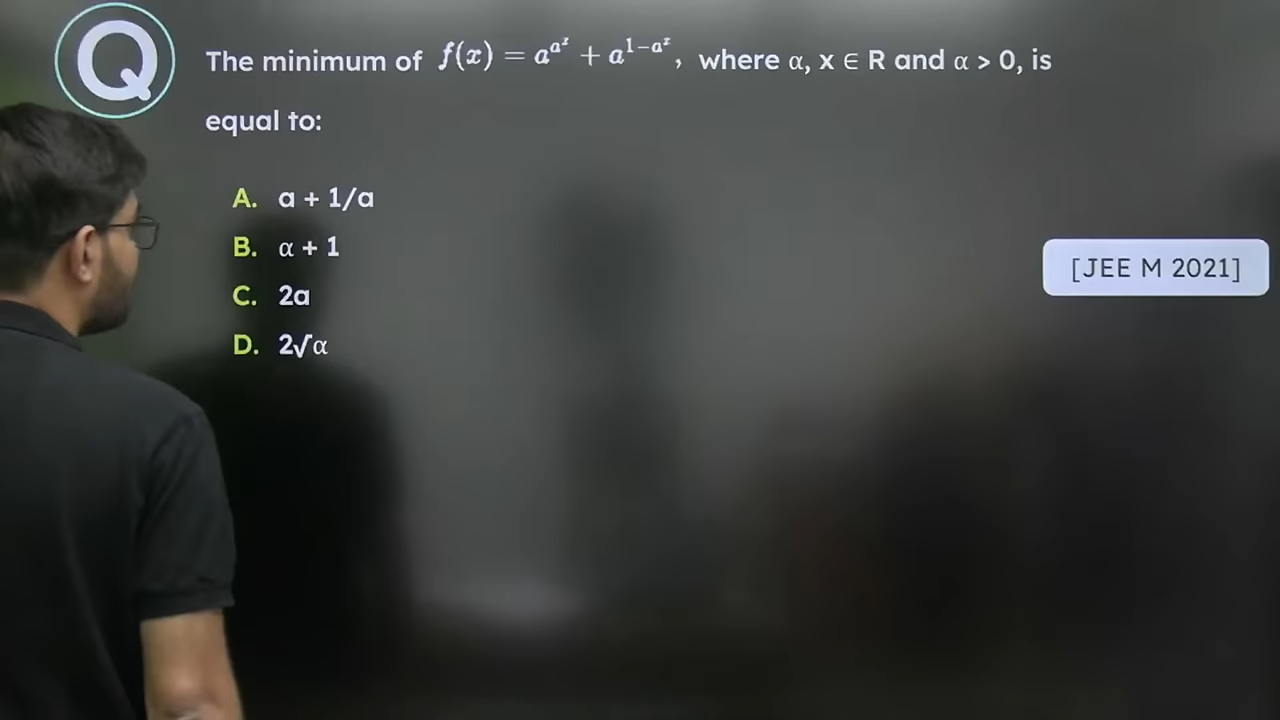 Q
The minimum of f(x) = a^{a^x} + a^{1-a^x}, where α, x ∈ R and α > 0, is
equal to:
A. a + 1/a
B. α + 1
C. 2a
D. 2√α
[JEE M 2021]